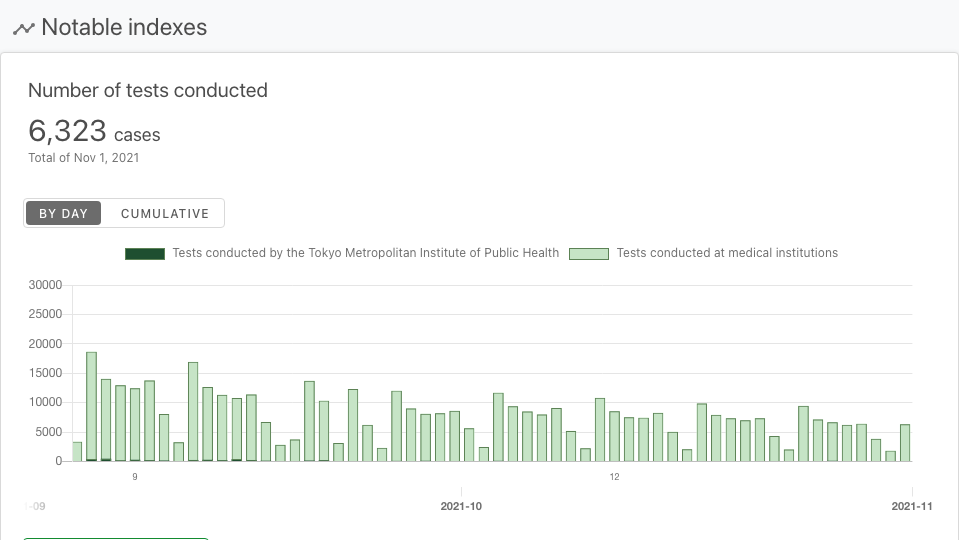 Notable indexes
Number of tests conducted
6,323 cases
Total of Nov 1, 2021
BY DAY CUMULATIVE
Tests conducted by the Tokyo Metropolitan Institute of Public Health Tests conducted at medical institutions
30000
25000
20000
15000
10000
5000
0
9 12
-09 2021-10 2021-11